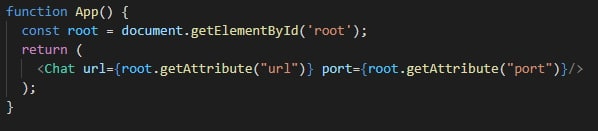 function App() {
  const root = document.getElementById('root');
  return (
    <Chat url={root.getAttribute("url")} port={root.getAttribute("port")}/>
  );
}